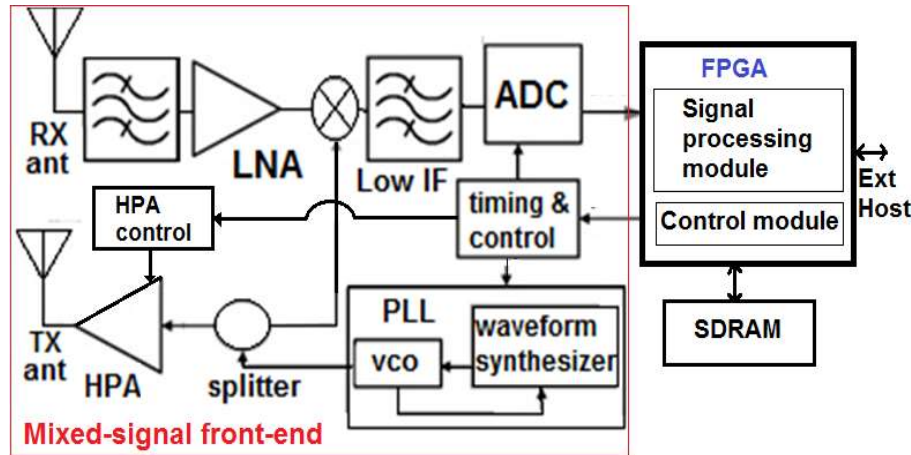 RX
ant
LNA
Low IF
ADC
FPGA
Signal
processing
module
Control module
Ext
Host
HPA
control
timing &
control
TX
ant
HPA
splitter
PLL
vco
waveform
synthesizer
SDRAM
Mixed-signal front-end